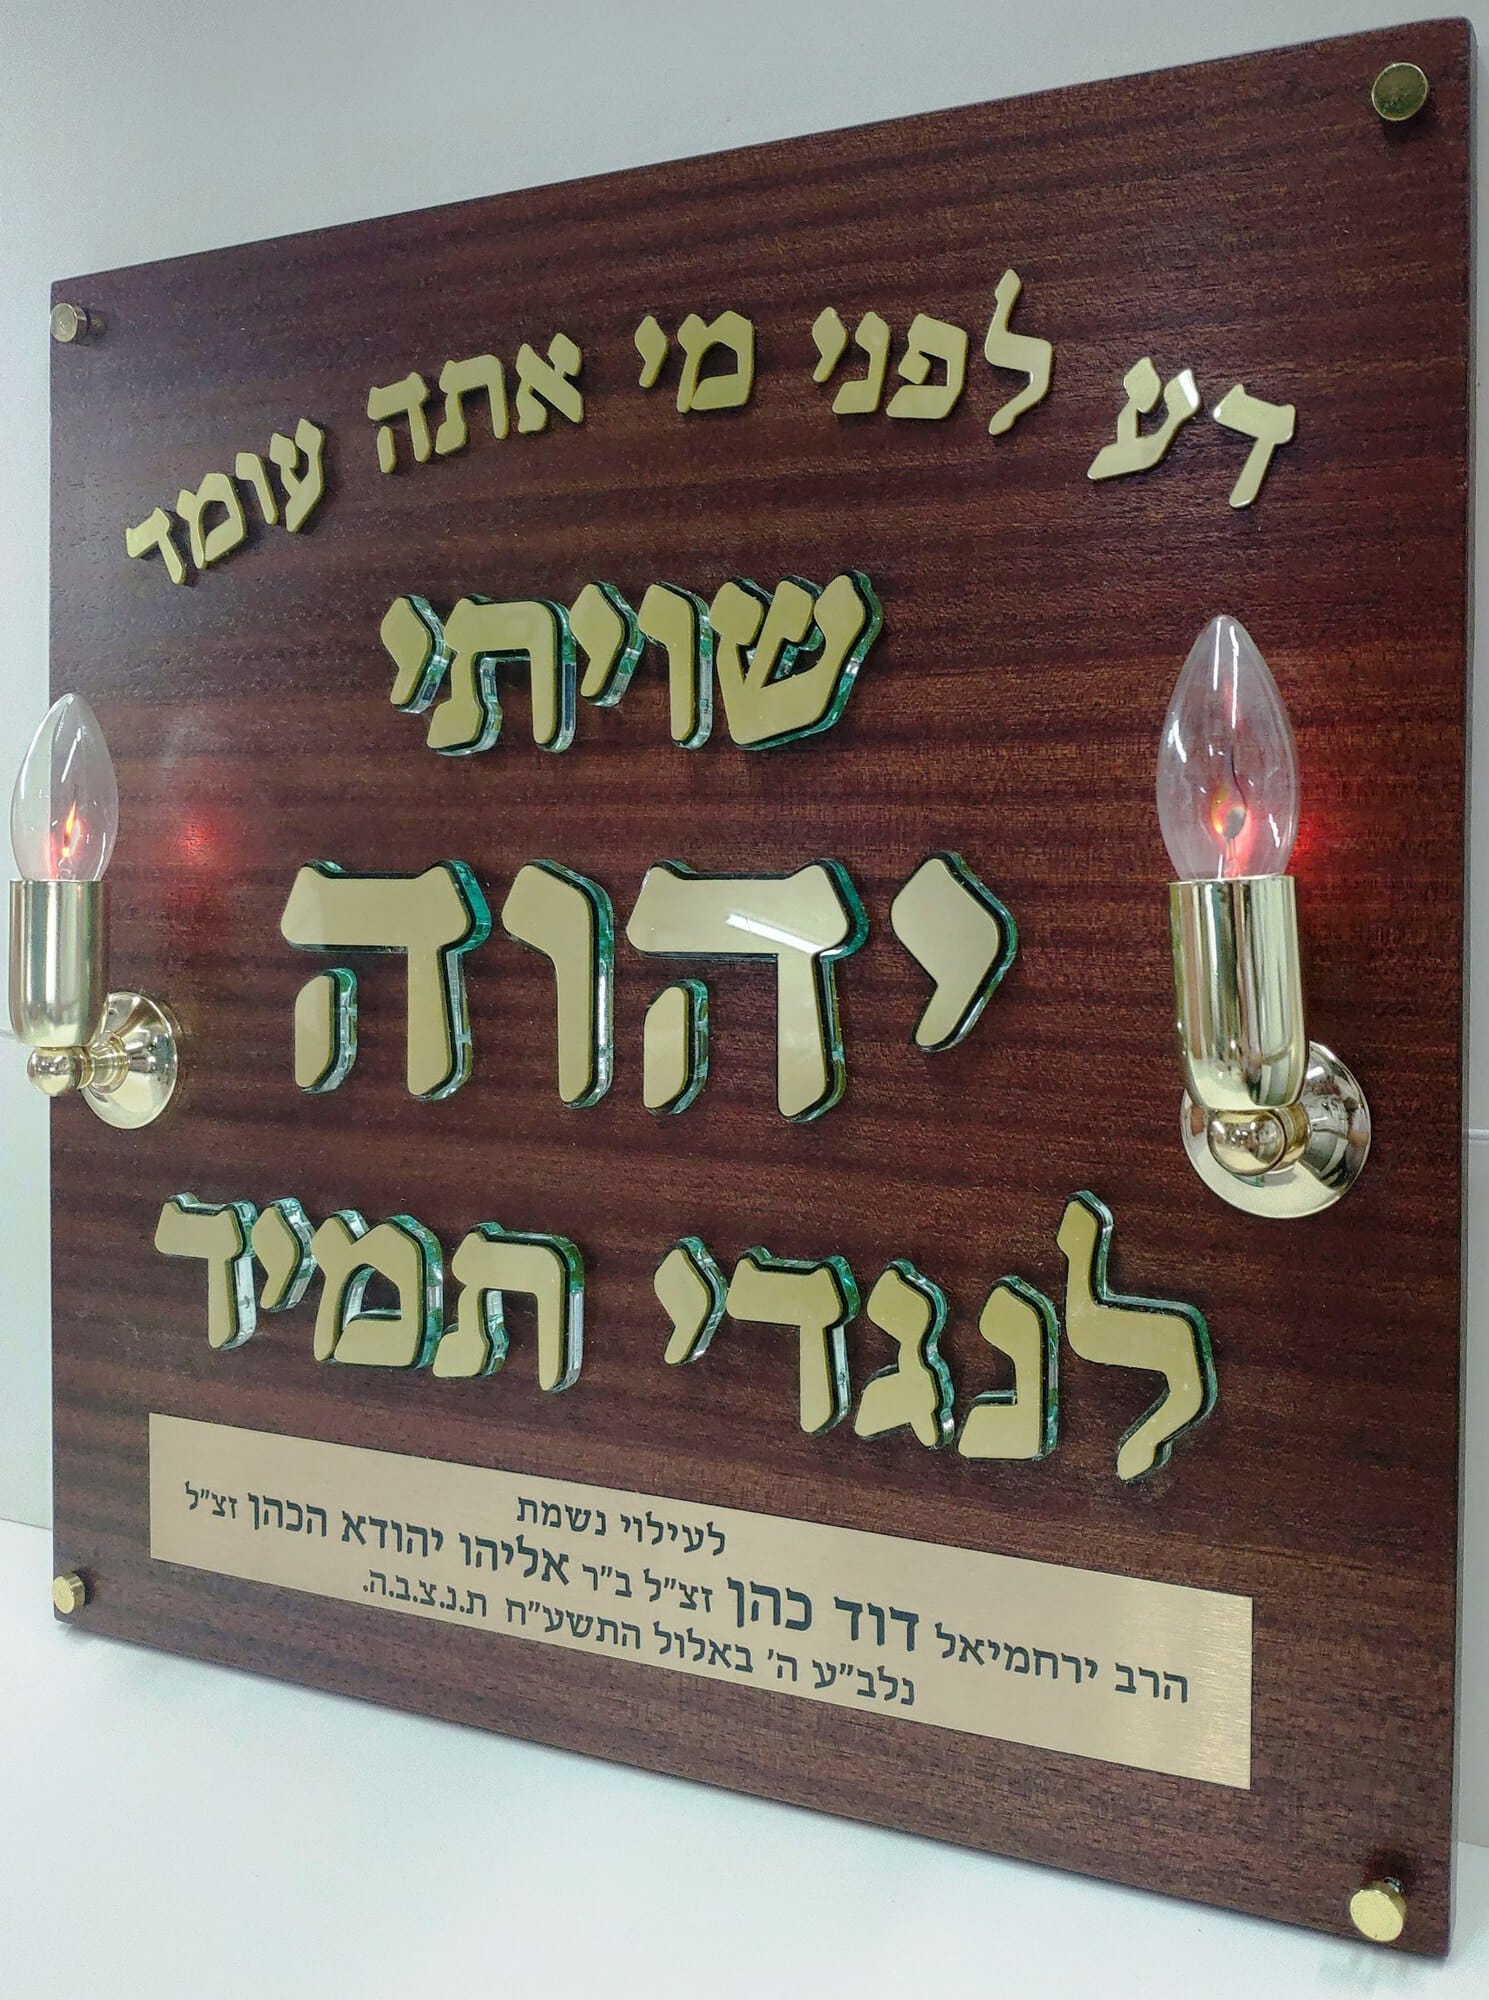 דע לפני מי אתה עומד
שויתי
יהוה
לנגדי תמיד
לעילוי נשמת
הרב ירחמיאל דוד כהן זצ"ל ב"ר אליהו יהודא הכהן זצ"ל
נלב"ע ה' באלול התשע"ח ת.נ.צ.ב.ה.